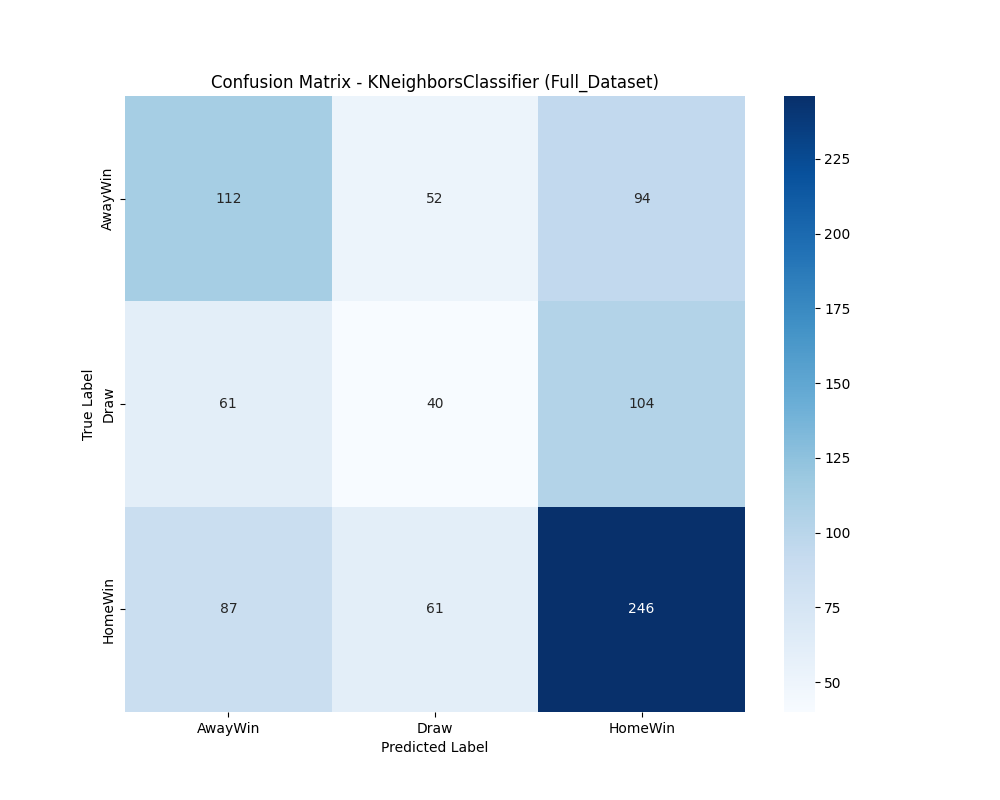 Confusion Matrix - KNeighborsClassifier (Full_Dataset)
True Label
AwayWin
112 52 94
Draw
61 40 104
HomeWin
87 61 246
AwayWin Draw HomeWin
Predicted Label
225
200
175
150
125
100
75
50